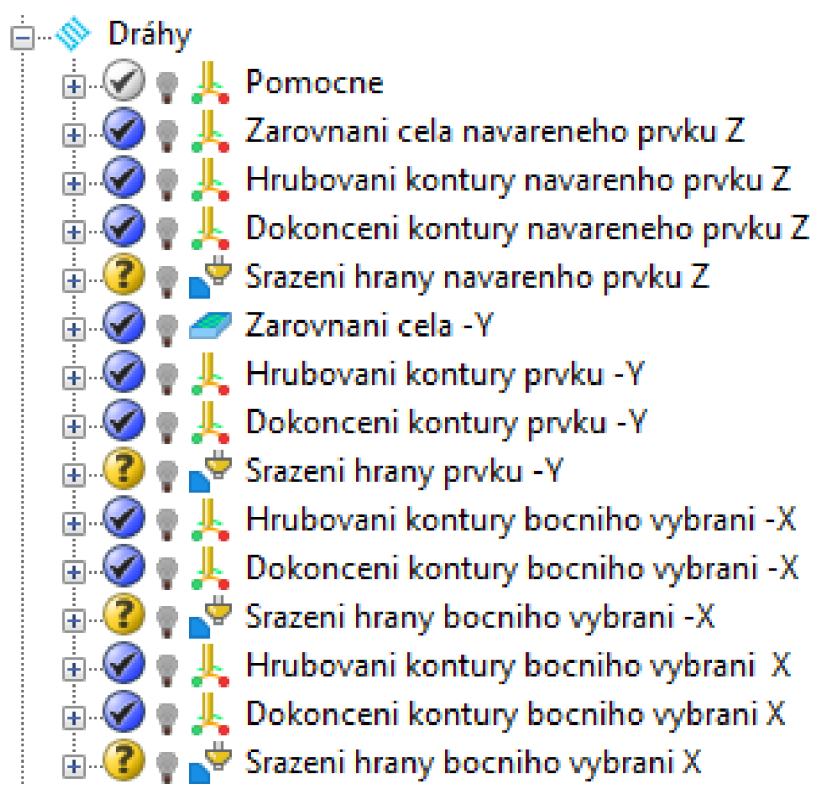 Dráhy
Pomocne
Zarovnani cela navareneho prvku Z
Hrubovani kontury navarenho prvku Z
Dokonceni kontury navareneho prvku Z
Srazeni hrany navarenho prvku Z
Zarovnani cela -Y
Hrubovani kontury prvku -Y
Dokonceni kontury prvku -Y
Srazeni hrany prvku -Y
Hrubovani kontury bocniho vybrani -X
Dokonceni kontury bocniho vybrani -X
Srazeni hrany bocniho vybrani -X
Hrubovani kontury bocniho vybrani  X
Dokonceni kontury bocniho vybrani X
Srazeni hrany bocniho vybrani X